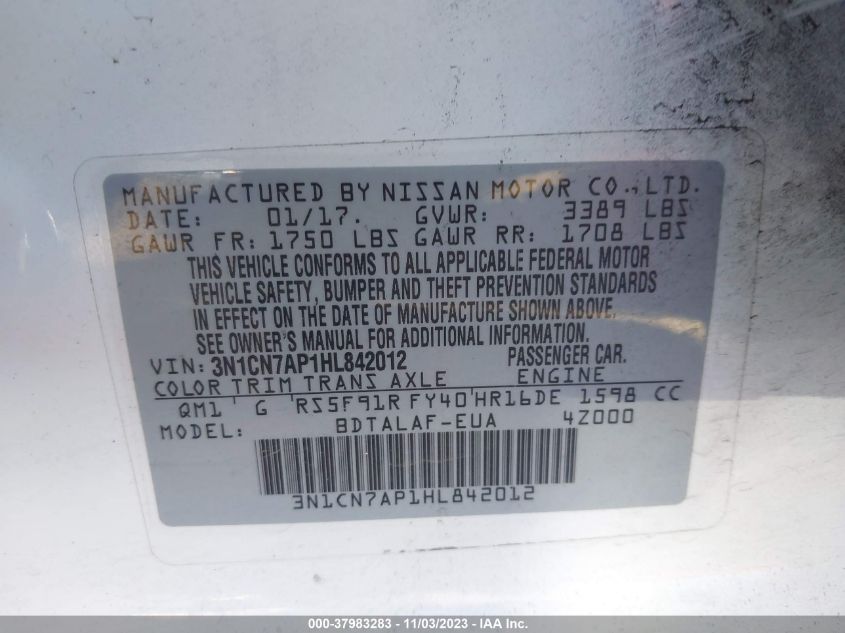 MANUFACTURED BY NISSAN MOTOR CO., LTD.
DATE: 01/17. GVWR: 3389 LBS
GAWR FR: 1750 LBS GAWR RR: 1708 LBS
THIS VEHICLE CONFORMS TO ALL APPLICABLE FEDERAL MOTOR
VEHICLE SAFETY, BUMPER AND THEFT PREVENTION STANDARDS
IN EFFECT ON THE DATE OF MANUFACTURE SHOWN ABOVE.
SEE OWNER'S MANUAL FOR ADDITIONAL INFORMATION.
VIN: 3N1CN7AP1HL842012 PASSENGER CAR.
COLOR TRIM TRANS AXLE ENGINE
QM1 G RS5F91R FY40 HR16DE 1598 CC
MODEL: BDTALAF-EUA 4Z000
3N1CN7AP1HL842012
000-37983283 - 11/03/2023 - IAA Inc.